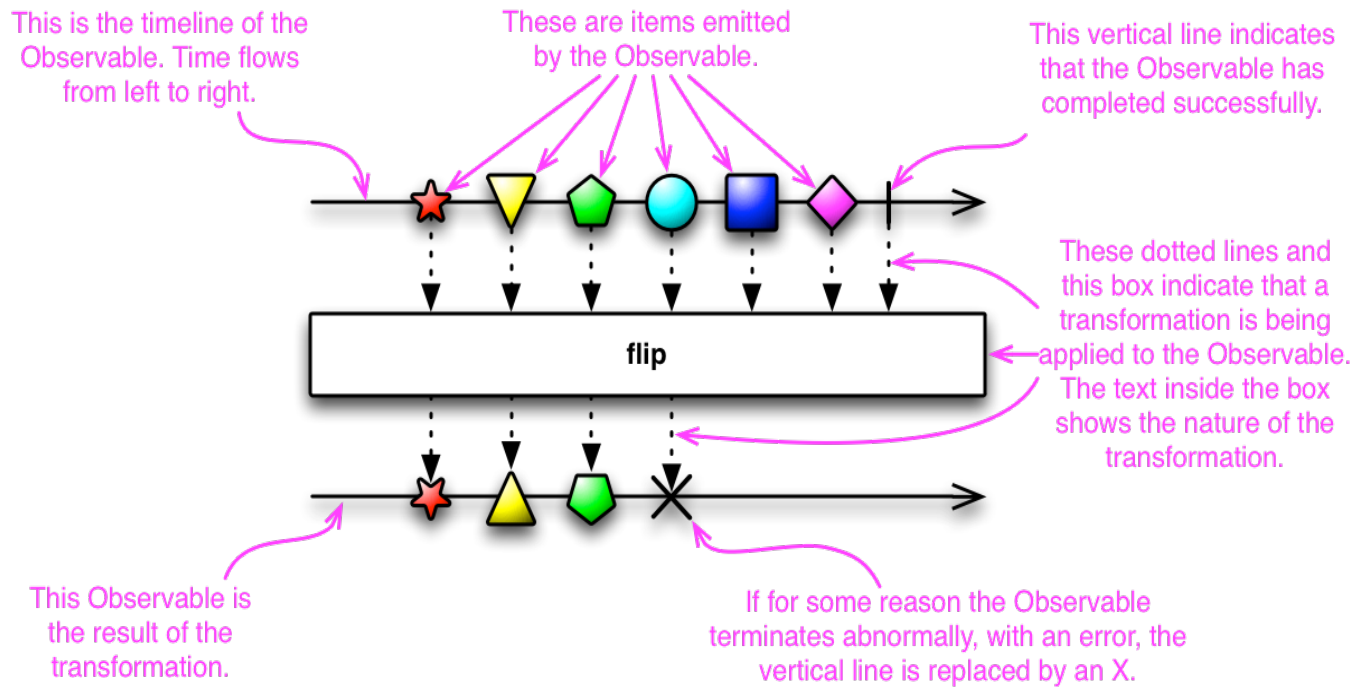 This is the timeline of the
Observable. Time flows
from left to right.
These are items emitted
by the Observable.
This vertical line indicates
that the Observable has
completed successfully.
These dotted lines and
this box indicate that a
transformation is being
applied to the Observable.
The text inside the box
shows the nature of the
transformation.
flip
This Observable is
the result of the
transformation.
If for some reason the Observable
terminates abnormally, with an error, the
vertical line is replaced by an X.